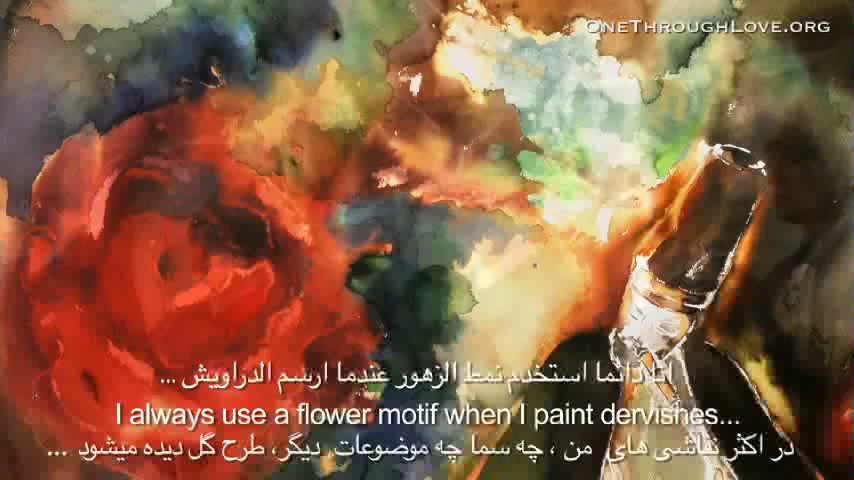 OneThroughLove.org
انا دائما استخدم نمط الزهور عندما ارسم الدراويش ...
I always use a flower motif when I paint dervishes...
در اکثر نقاشی های من ، چه سما چه موضوعات دیگر، طرح گل دیده میشود ...